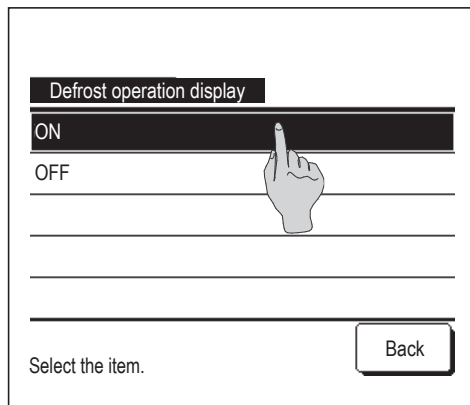 Defrost operation display
ON
OFF
Select the item.
Back